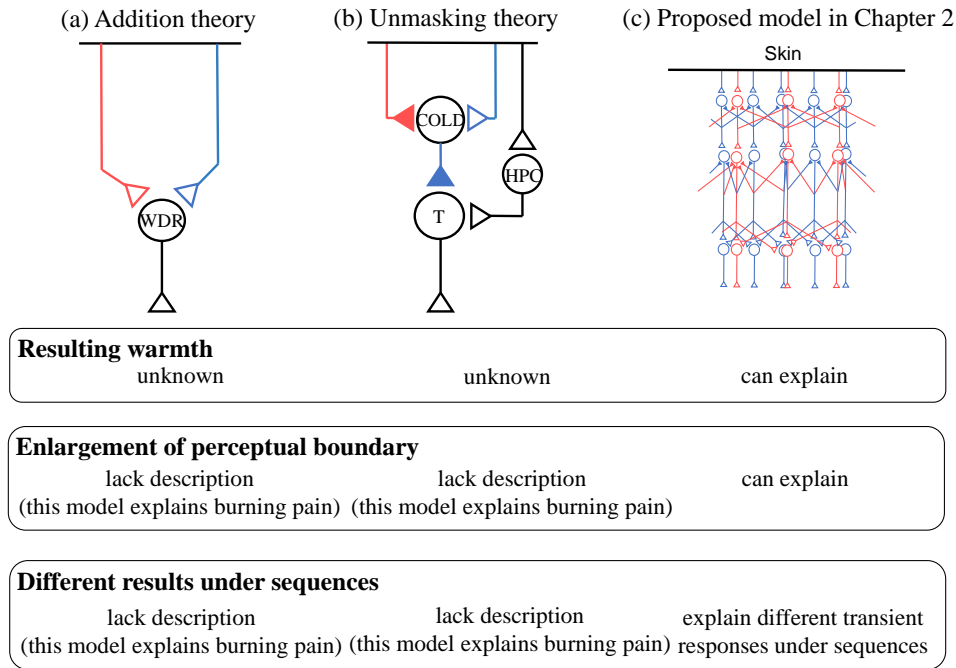 (a) Addition theory
(b) Unmasking theory
(c) Proposed model in Chapter 2
Skin
COLD
HPC
WDR
T
Resulting warmth
unknown
unknown
can explain
Enlargement of perceptual boundary
lack description
(this model explains burning pain)
lack description
(this model explains burning pain)
can explain
Different results under sequences
lack description
(this model explains burning pain)
lack description
(this model explains burning pain)
explain different transient
responses under sequences